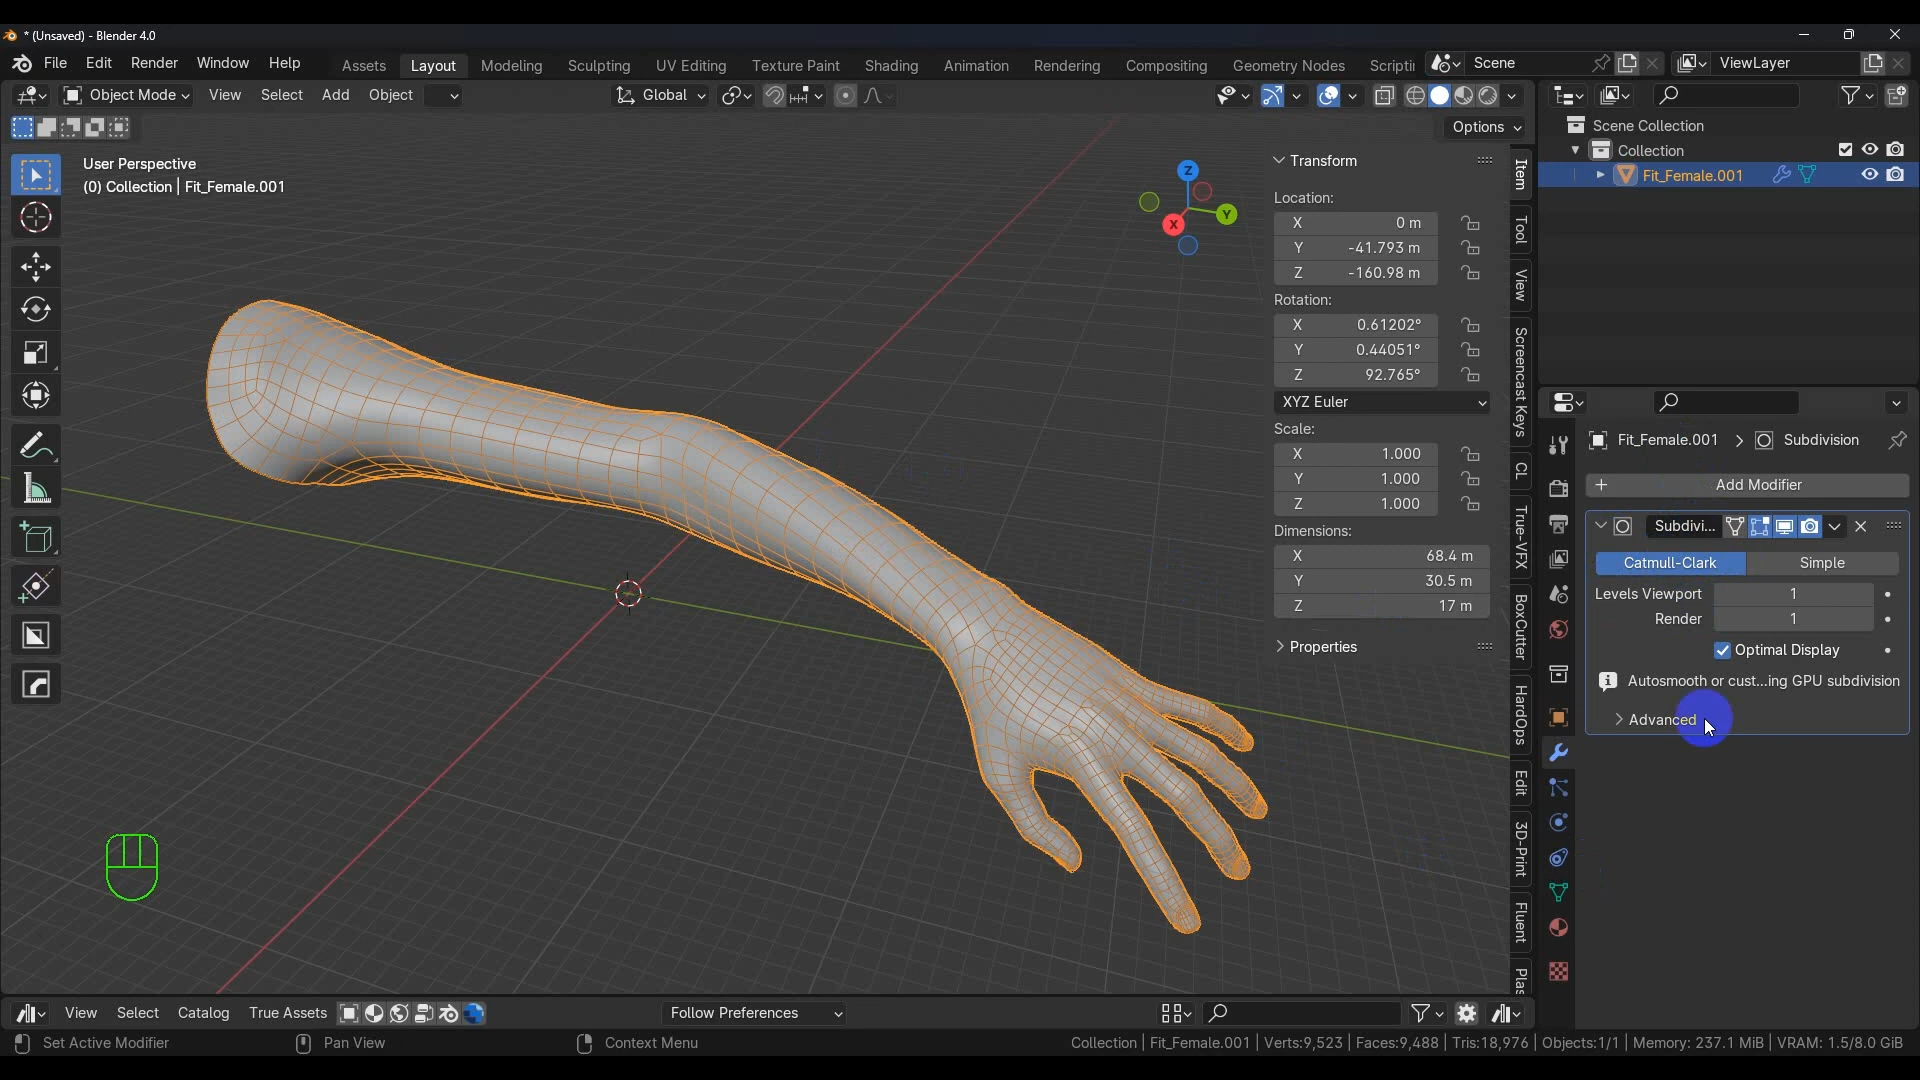 * (Unsaved) - Blender 4.0
File Edit Render Window Help Assets Layout Modeling Sculpting UV Editing Texture Paint Shading Animation Rendering Compositing Geometry Nodes Scripti Scene ViewLayer
Object Mode View Select Add Object Global
Options
User Perspective
(0) Collection | Fit_Female.001
Z
Y
X
Transform
Location:
X 0 m
Y -41.793 m
Z -160.98 m
Rotation:
X 0.61202°
Y 0.44051°
Z 92.765°
XYZ Euler
Scale:
X 1.000
Y 1.000
Z 1.000
Dimensions:
X 68.4 m
Y 30.5 m
Z 17 m
Properties
Item
Tool
View
Screencast Keys
CL
True-VFX
BoxCutter
HardOps
Edit
3D-Print
Fluent
Plas
Scene Collection
Collection
Fit_Female.001
Fit_Female.001 > Subdivision
+ Add Modifier
Subdivi...
Catmull-Clark Simple
Levels Viewport 1
Render 1
Optimal Display
Autosmooth or cust...ing GPU subdivision
Advanced
View Select Catalog True Assets Follow Preferences
Set Active Modifier Pan View Context Menu Collection | Fit_Female.001 | Verts:9,523 | Faces:9,488 | Tris:18,976 | Objects:1/1 | Memory: 237.1 MiB | VRAM: 1.5/8.0 GiB